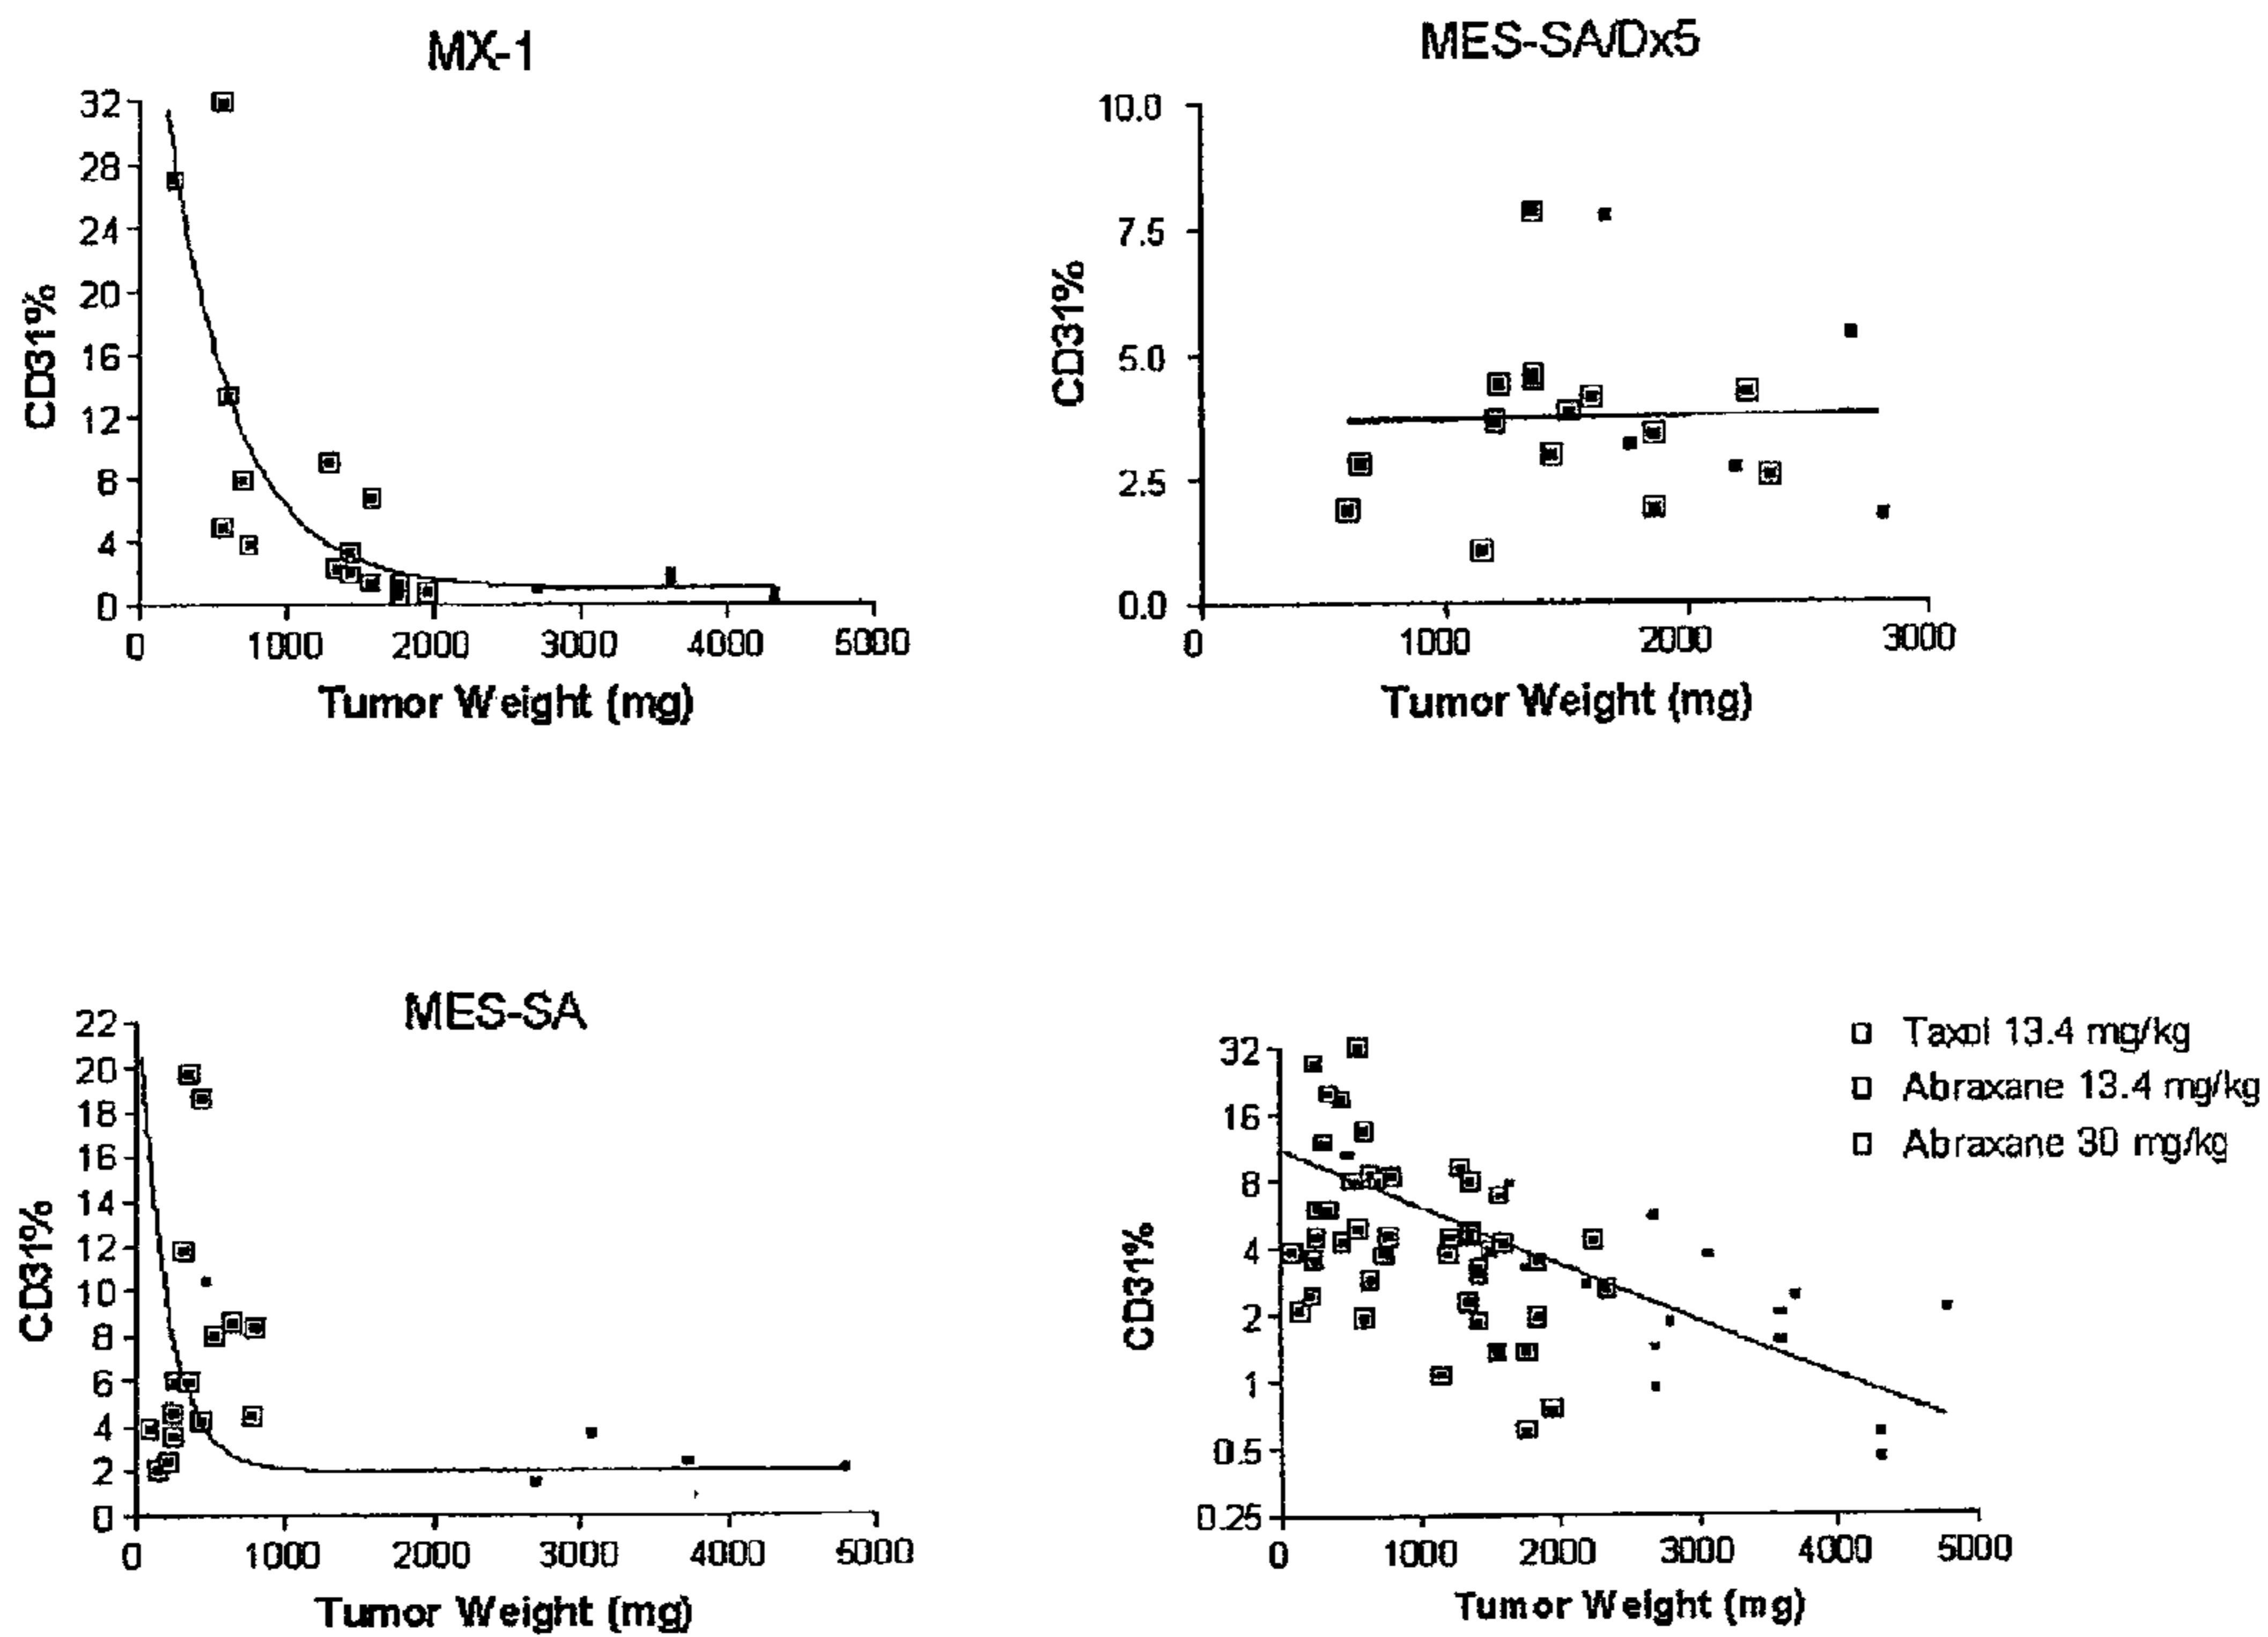 MX-1
32
28
24
20
16
12
8
4
0
CD31%
0 1000 2000 3000 4000 5000
Tumor Weight (mg)
MES-SA/Dx5
10.0
7.5
5.0
2.5
0.0
CD31%
0 1000 2000 3000
Tumor Weight (mg)
MES-SA
22
20
18
16
14
12
10
8
6
4
2
0
CD31%
0 1000 2000 3000 4000 5000
Tumor Weight (mg)
32
16
8
4
2
1
0.5
0.25
CD31%
0 1000 2000 3000 4000 5000
Tumor Weight (mg)
Taxol 13.4 mg/kg
Abraxane 13.4 mg/kg
Abraxane 30 mg/kg